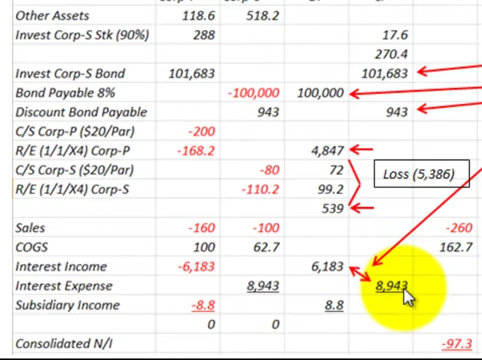 Other Assets 118.6 518.2
Invest Corp-S Stk (90%) 288 17.6
270.4
Invest Corp-S Bond 101,683 101,683
Bond Payable 8% -100,000 100,000
Discount Bond Payable 943 943
C/S Corp-P ($20/Par) -200
R/E (1/1/X4) Corp-P -168.2 4,847
C/S Corp-S ($20/Par) -80 72 Loss (5,386)
R/E (1/1/X4) Corp-S -110.2 99.2
539
Sales -160 -100 -260
COGS 100 62.7 162.7
Interest Income -6,183 6,183
Interest Expense 8,943 8,943
Subsidiary Income -8.8 8.8
0 0
Consolidated N/I -97.3